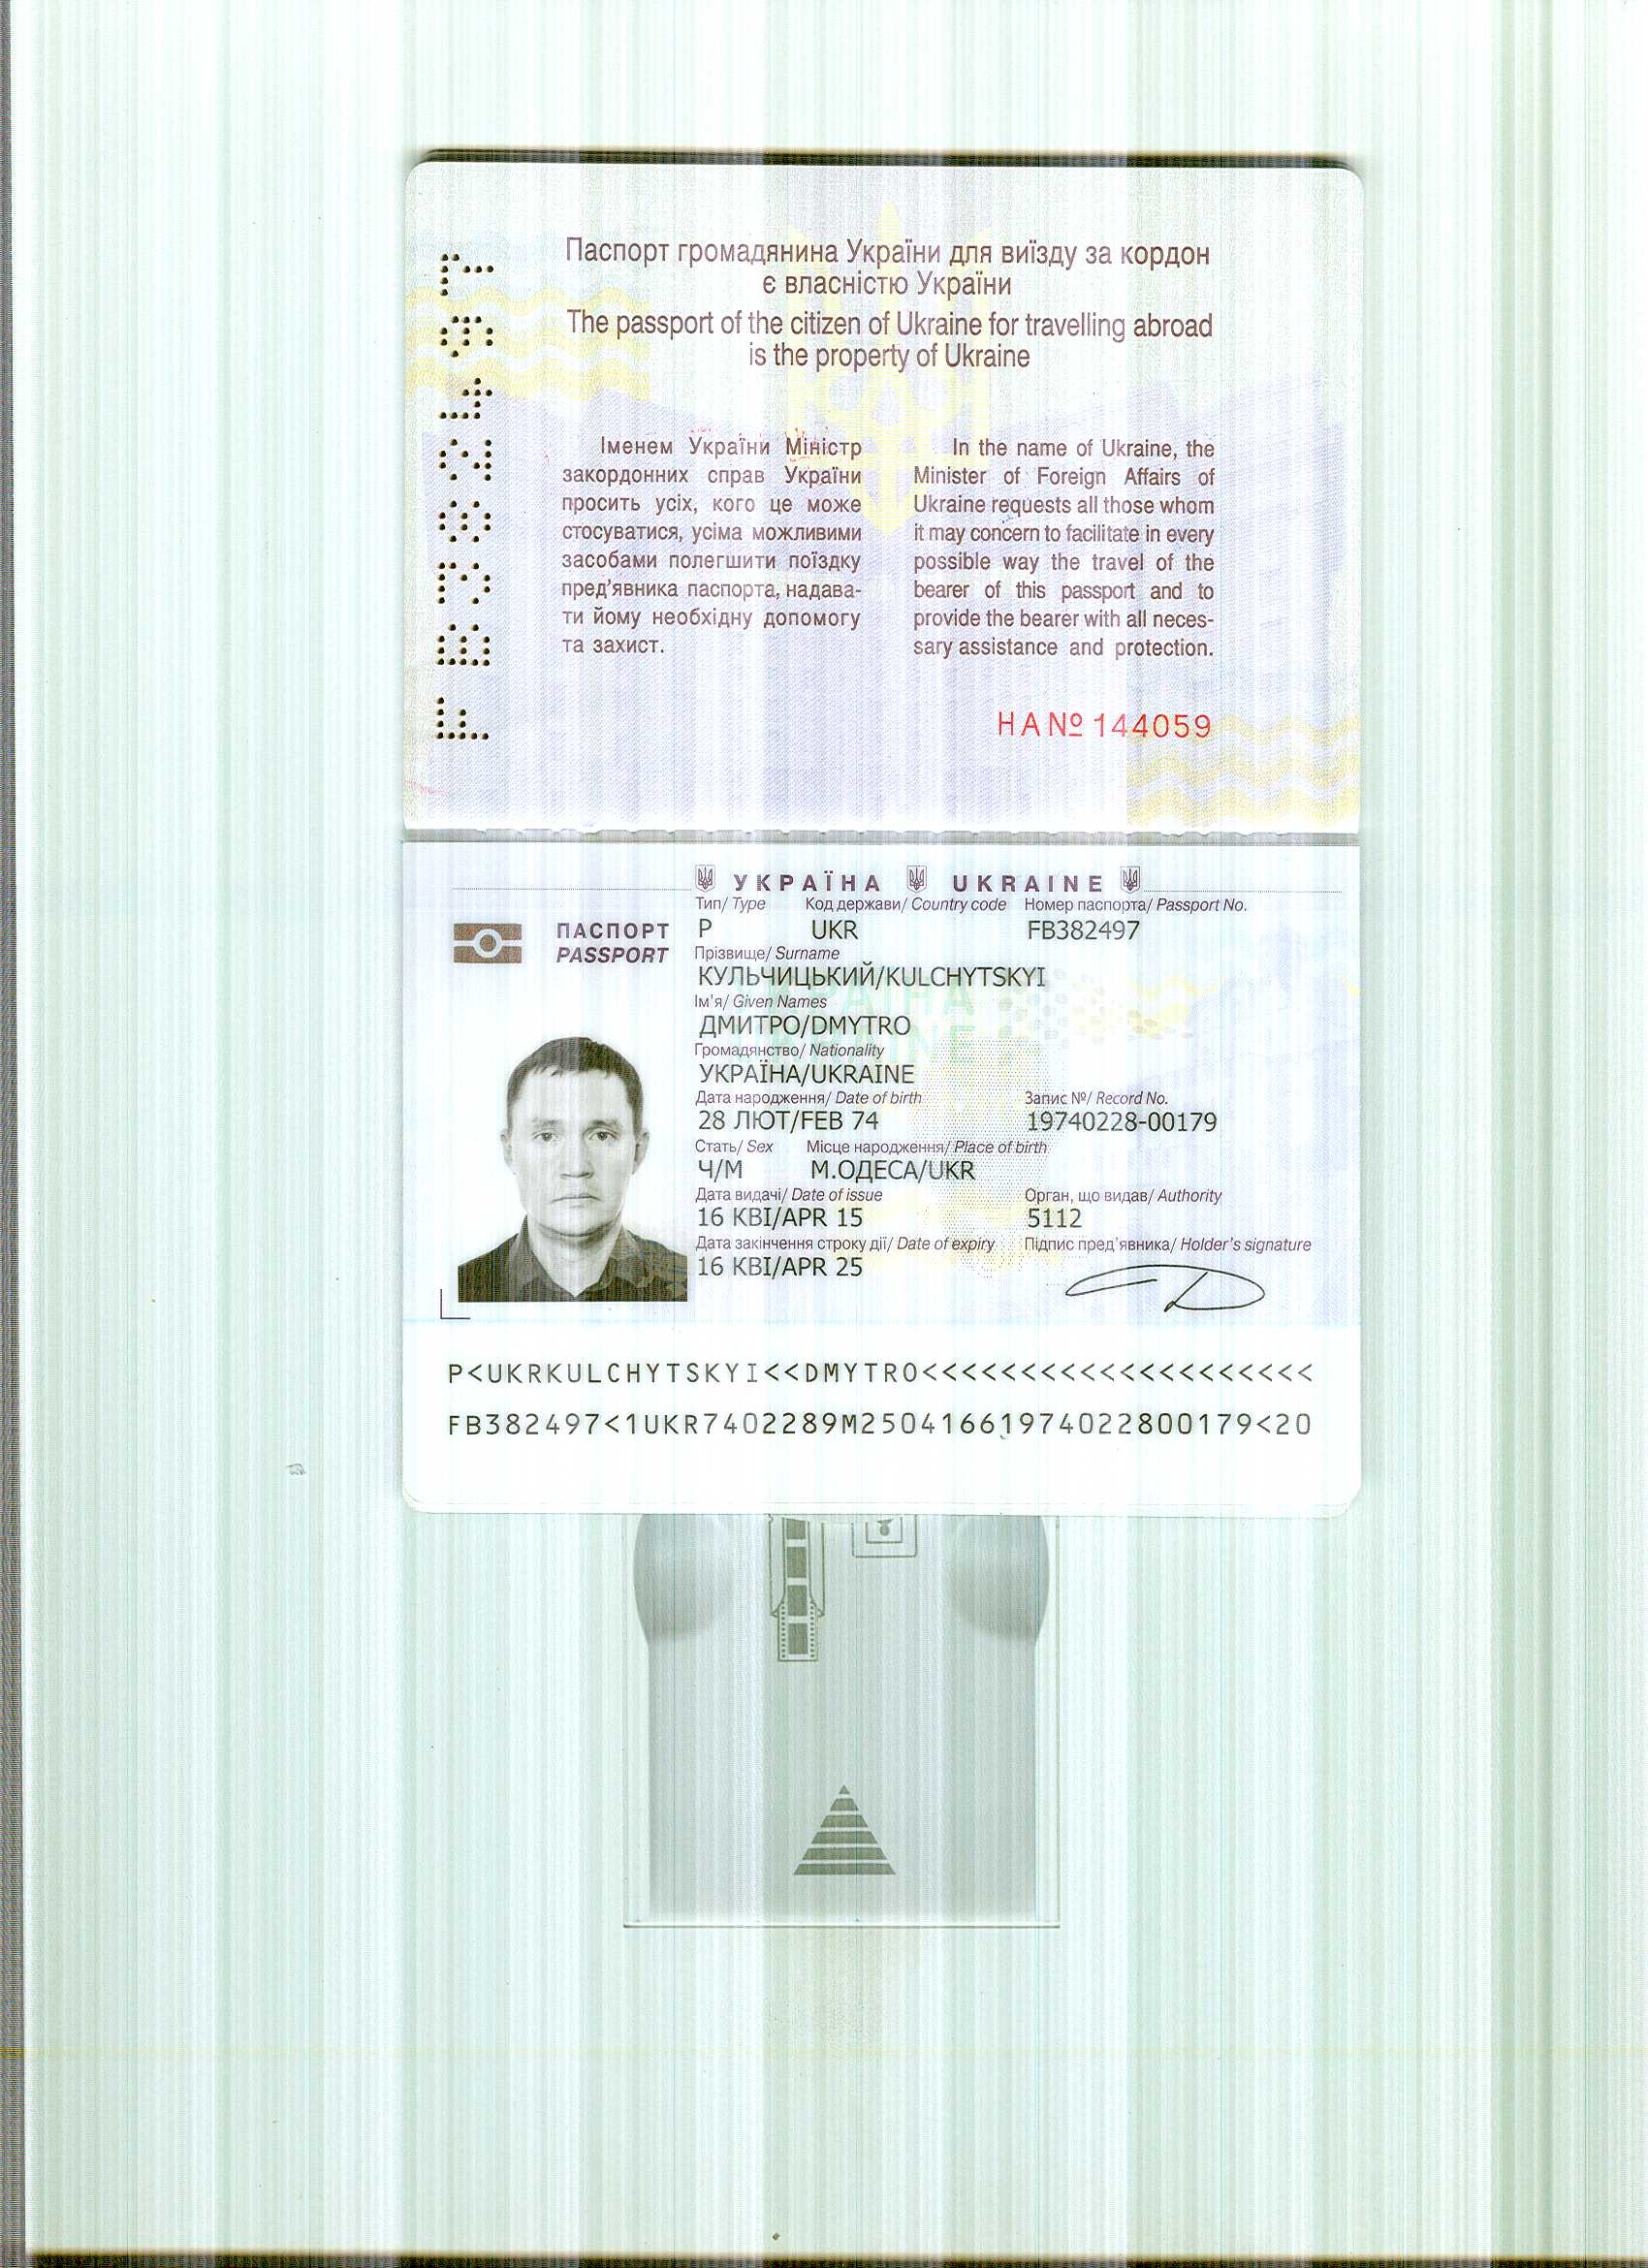 Паспорт громадянина України для виїзду за кордон
є власністю України
The passport of the citizen of Ukraine for travelling abroad
is the property of Ukraine
Іменем України Міністр
закордонних справ України
просить усіх, кого це може
стосуватися, усіма можливими
засобами полегшити поїздку
пред'явника паспорта, надава-
ти йому необхідну допомогу
та захист.
In the name of Ukraine, the
Minister of Foreign Affairs of
Ukraine requests all those whom
it may concern to facilitate in every
possible way the travel of the
bearer of this passport and to
provide the bearer with all neces-
sary assistance and protection.
НА№ 144059
FB382497
УКРАЇНА UKRAINE
Тип/ Type Код держави/ Country code Номер паспорта/ Passport No.
ПАСПОРТ P UKR FB382497
PASSPORT
Прізвище/ Surname
КУЛЬЧИЦЬКИЙ/KULCHYTSKYI
Ім'я/ Given Names
ДМИТРО/DMYTRO
Громадянство/ Nationality
УКРАЇНА/UKRAINE
Дата народження/ Date of birth Запис №/ Record No.
28 ЛЮТ/FEB 74 19740228-00179
Стать/ Sex Місце народження/ Place of birth
Ч/M М.ОДЕСА/UKR
Дата видачі/ Date of issue Орган, що видав/ Authority
16 КВІ/APR 15 5112
Дата закінчення строку дії/ Date of expiry Підпис пред'явника/ Holder's signature
16 КВІ/APR 25
P<UKRKULCHYTSKYI<<DMYTRO<<<<<<<<<<<<<<<<<<<<
FB382497<1UKR7402289M2504166197402280​0179<20